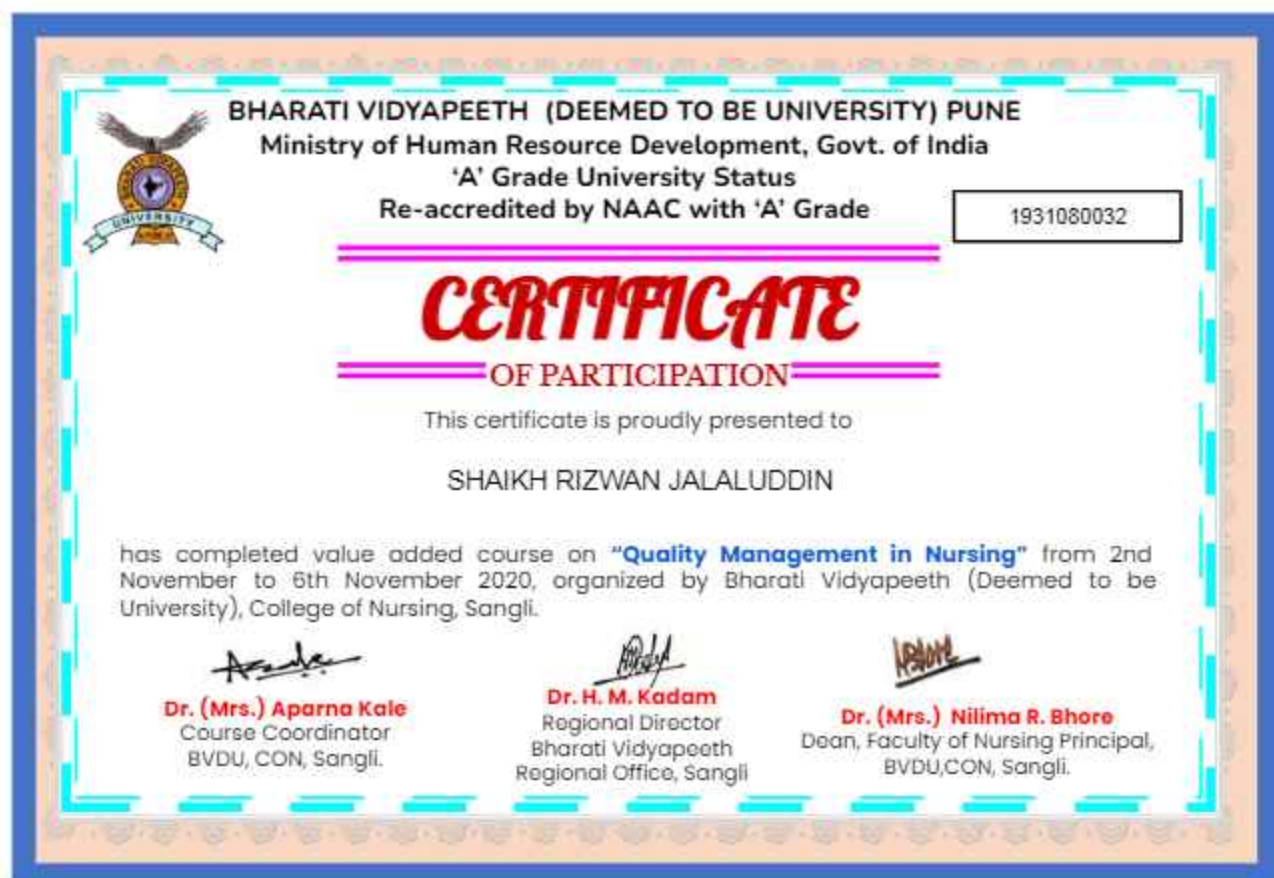 BHARATI VIDYAPEETH (DEEMED TO BE UNIVERSITY) PUNE
Ministry of Human Resource Development, Govt. of India
‘A’ Grade University Status
Re-accredited by NAAC with ‘A’ Grade
1931080032
BHARATI VIDYAPEETH
UNIVERSITY
CERTIFICATE
OF PARTICIPATION
This certificate is proudly presented to
SHAIKH RIZWAN JALALUDDIN
has completed value added course on “Quality Management in Nursing” from 2nd
November to 6th November 2020, organized by Bharati Vidyapeeth (Deemed to be
University), College of Nursing, Sangli.
Dr. (Mrs.) Aparna Kale
Course Coordinator
BVDU, CON, Sangli.
Dr. H. M. Kadam
Regional Director
Bharati Vidyapeeth
Regional Office, Sangli
Dr. (Mrs.) Nilima R. Bhore
Dean, Faculty of Nursing Principal,
BVDU,CON, Sangli.